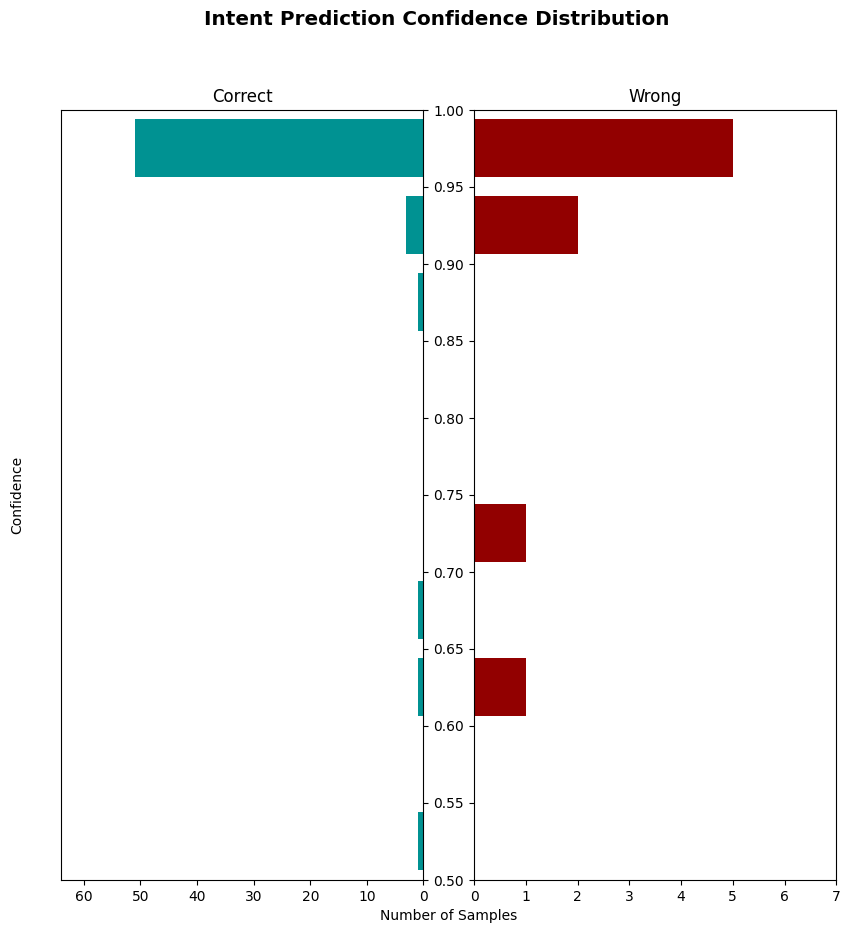 Intent Prediction Confidence Distribution
Correct
Wrong
1.00
0.95
0.90
0.85
0.80
0.75
0.70
0.65
0.60
0.55
0.50
Confidence
60 50 40 30 20 10 0
0 1 2 3 4 5 6 7
Number of Samples